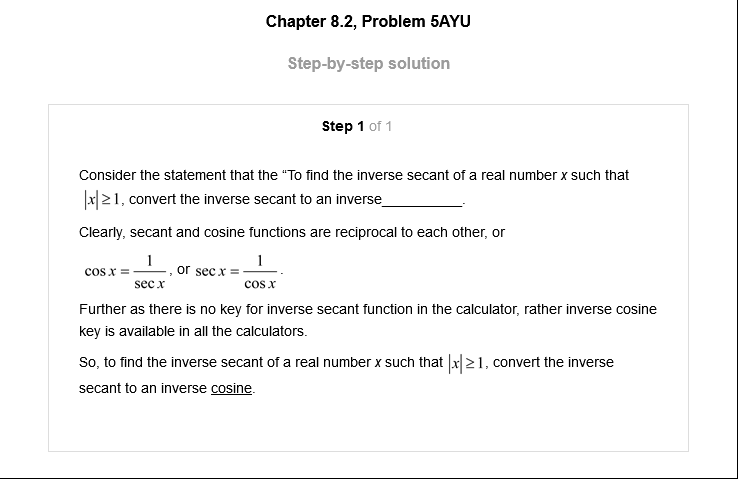 Chapter 8.2, Problem 5AYU
Step-by-step solution
Step 1 of 1
Consider the statement that the “To find the inverse secant of a real number x such that
|x| ≥ 1, convert the inverse secant to an inverse__________.
Clearly, secant and cosine functions are reciprocal to each other, or
cos x = 1/sec x, or sec x = 1/cos x.
Further as there is no key for inverse secant function in the calculator, rather inverse cosine
key is available in all the calculators.
So, to find the inverse secant of a real number x such that |x| ≥ 1, convert the inverse
secant to an inverse cosine.